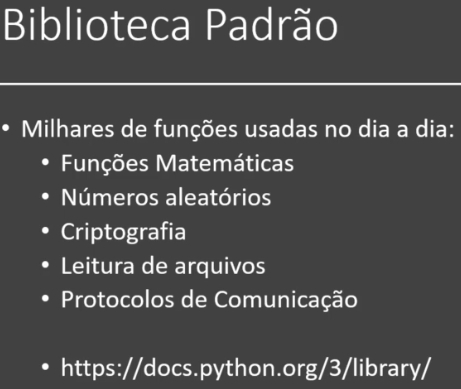 Biblioteca Padrão
• Milhares de funções usadas no dia a dia:
• Funções Matemáticas
• Números aleatórios
• Criptografia
• Leitura de arquivos
• Protocolos de Comunicação
• https://docs.python.org/3/library/